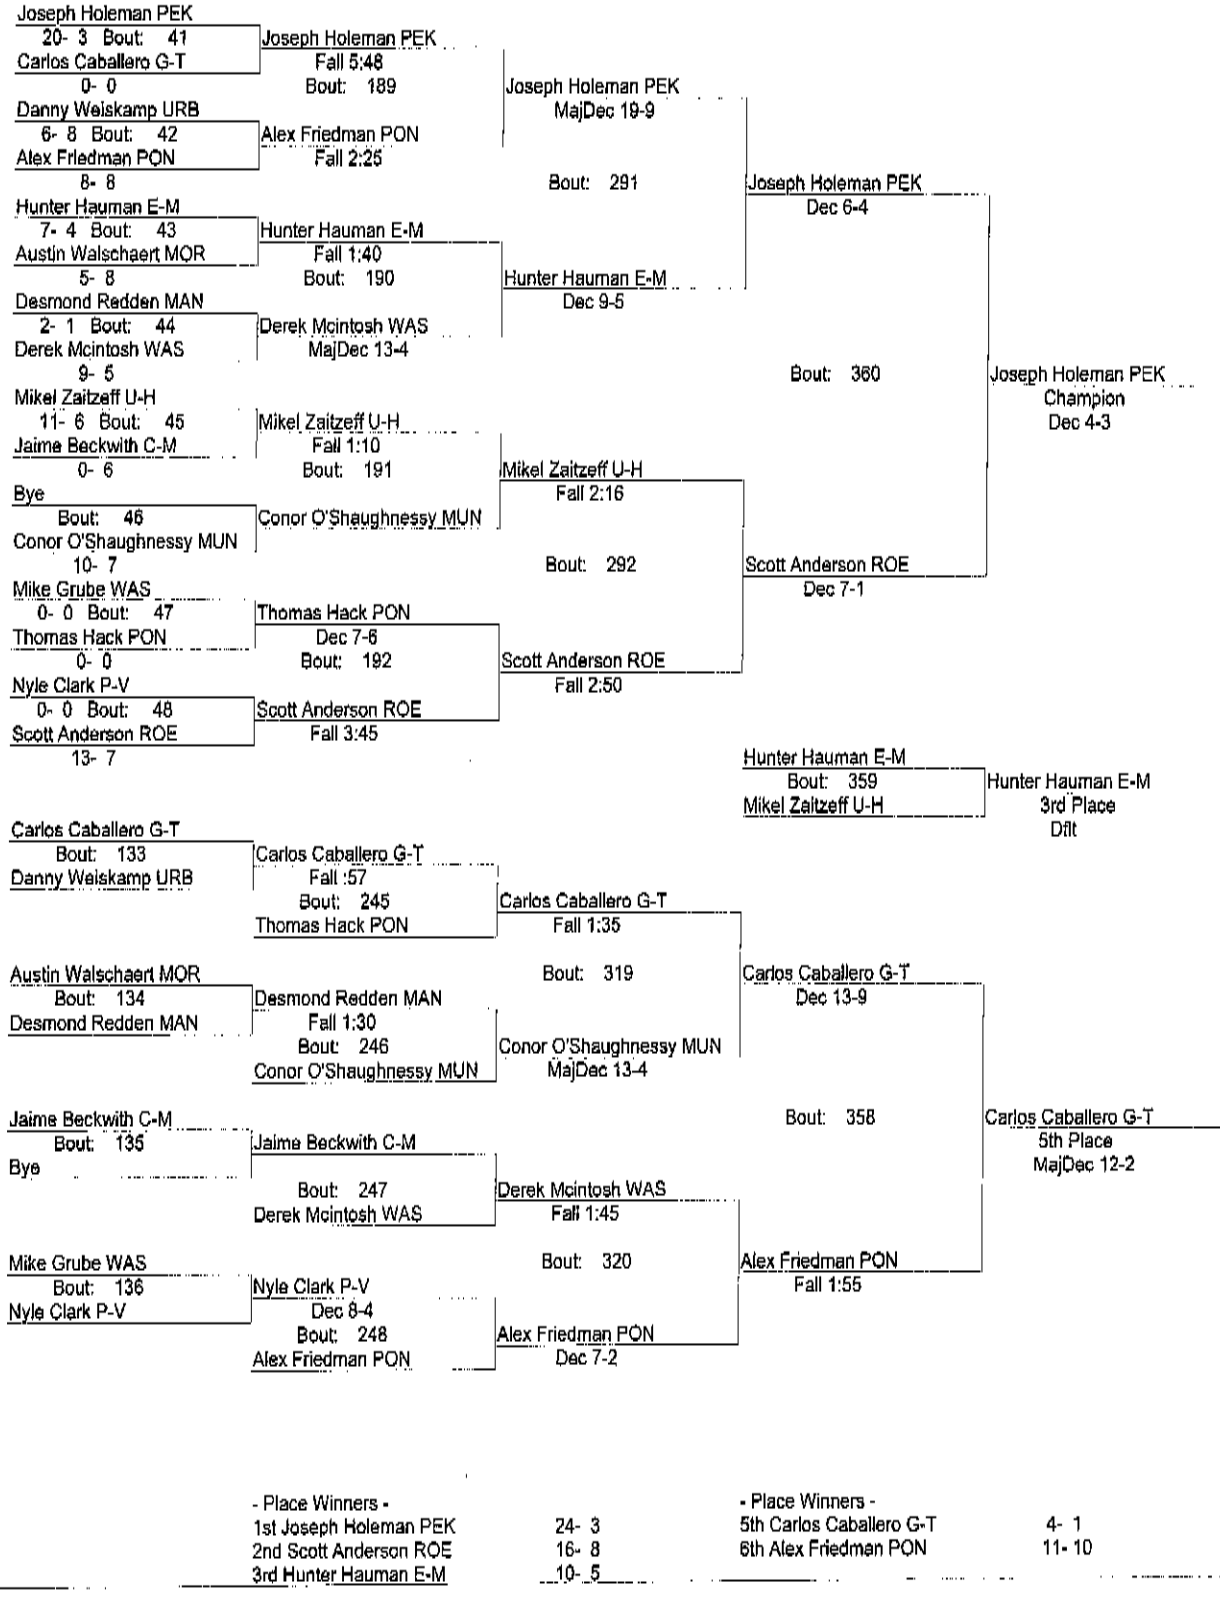 Joseph Holeman PEK
20- 3 Bout: 41
Carlos Caballero G-T
0- 0
Danny Weiskamp URB
6- 8 Bout: 42
Alex Friedman PON
8- 8
Hunter Hauman E-M
7- 4 Bout: 43
Austin Walschaert MOR
5- 8
Desmond Redden MAN
2- 1 Bout: 44
Derek Mcintosh WAS
9- 5
Mikel Zaitzeff U-H
11- 6 Bout: 45
Jaime Beckwith C-M
0- 6
Bye
Bout: 46
Conor O'Shaughnessy MUN
10- 7
Mike Grube WAS
0- 0 Bout: 47
Thomas Hack PON
0- 0
Nyle Clark P-V
0- 0 Bout: 48
Scott Anderson ROE
13- 7
Joseph Holeman PEK
Fall 5:48
Bout: 189
Alex Friedman PON
Fall 2:25
Hunter Hauman E-M
Fall 1:40
Bout: 190
Derek Mcintosh WAS
MajDec 13-4
Mikel Zaitzeff U-H
Fall 1:10
Bout: 191
Conor O'Shaughnessy MUN
Thomas Hack PON
Dec 7-6
Bout: 192
Scott Anderson ROE
Fall 3:45
Joseph Holeman PEK
MajDec 19-9
Bout: 291
Hunter Hauman E-M
Dec 9-5
Mikel Zaitzeff U-H
Fall 2:16
Bout: 292
Scott Anderson ROE
Fall 2:50
Joseph Holeman PEK
Dec 6-4
Bout: 360
Scott Anderson ROE
Dec 7-1
Joseph Holeman PEK
Champion
Dec 4-3
Hunter Hauman E-M
Bout: 359
Mikel Zaitzeff U-H
Hunter Hauman E-M
3rd Place
Dflt
Carlos Caballero G-T
Bout: 133
Danny Weiskamp URB
Austin Walschaert MOR
Bout: 134
Desmond Redden MAN
Jaime Beckwith C-M
Bout: 135
Bye
Mike Grube WAS
Bout: 136
Nyle Clark P-V
Carlos Caballero G-T
Fall :57
Bout: 245
Thomas Hack PON
Desmond Redden MAN
Fall 1:30
Bout: 246
Conor O'Shaughnessy MUN
Jaime Beckwith C-M
Bout: 247
Derek Mcintosh WAS
Nyle Clark P-V
Dec 8-4
Bout: 248
Alex Friedman PON
Carlos Caballero G-T
Fall 1:35
Bout: 319
Conor O'Shaughnessy MUN
MajDec 13-4
Derek Mcintosh WAS
Fall 1:45
Bout: 320
Alex Friedman PON
Dec 7-2
Carlos Caballero G-T
Dec 13-9
Bout: 358
Alex Friedman PON
Fall 1:55
Carlos Caballero G-T
5th Place
MajDec 12-2
- Place Winners -
1st Joseph Holeman PEK 24- 3
2nd Scott Anderson ROE 16- 8
3rd Hunter Hauman E-M 10- 5
- Place Winners -
5th Carlos Caballero G-T 4- 1
6th Alex Friedman PON 11- 10